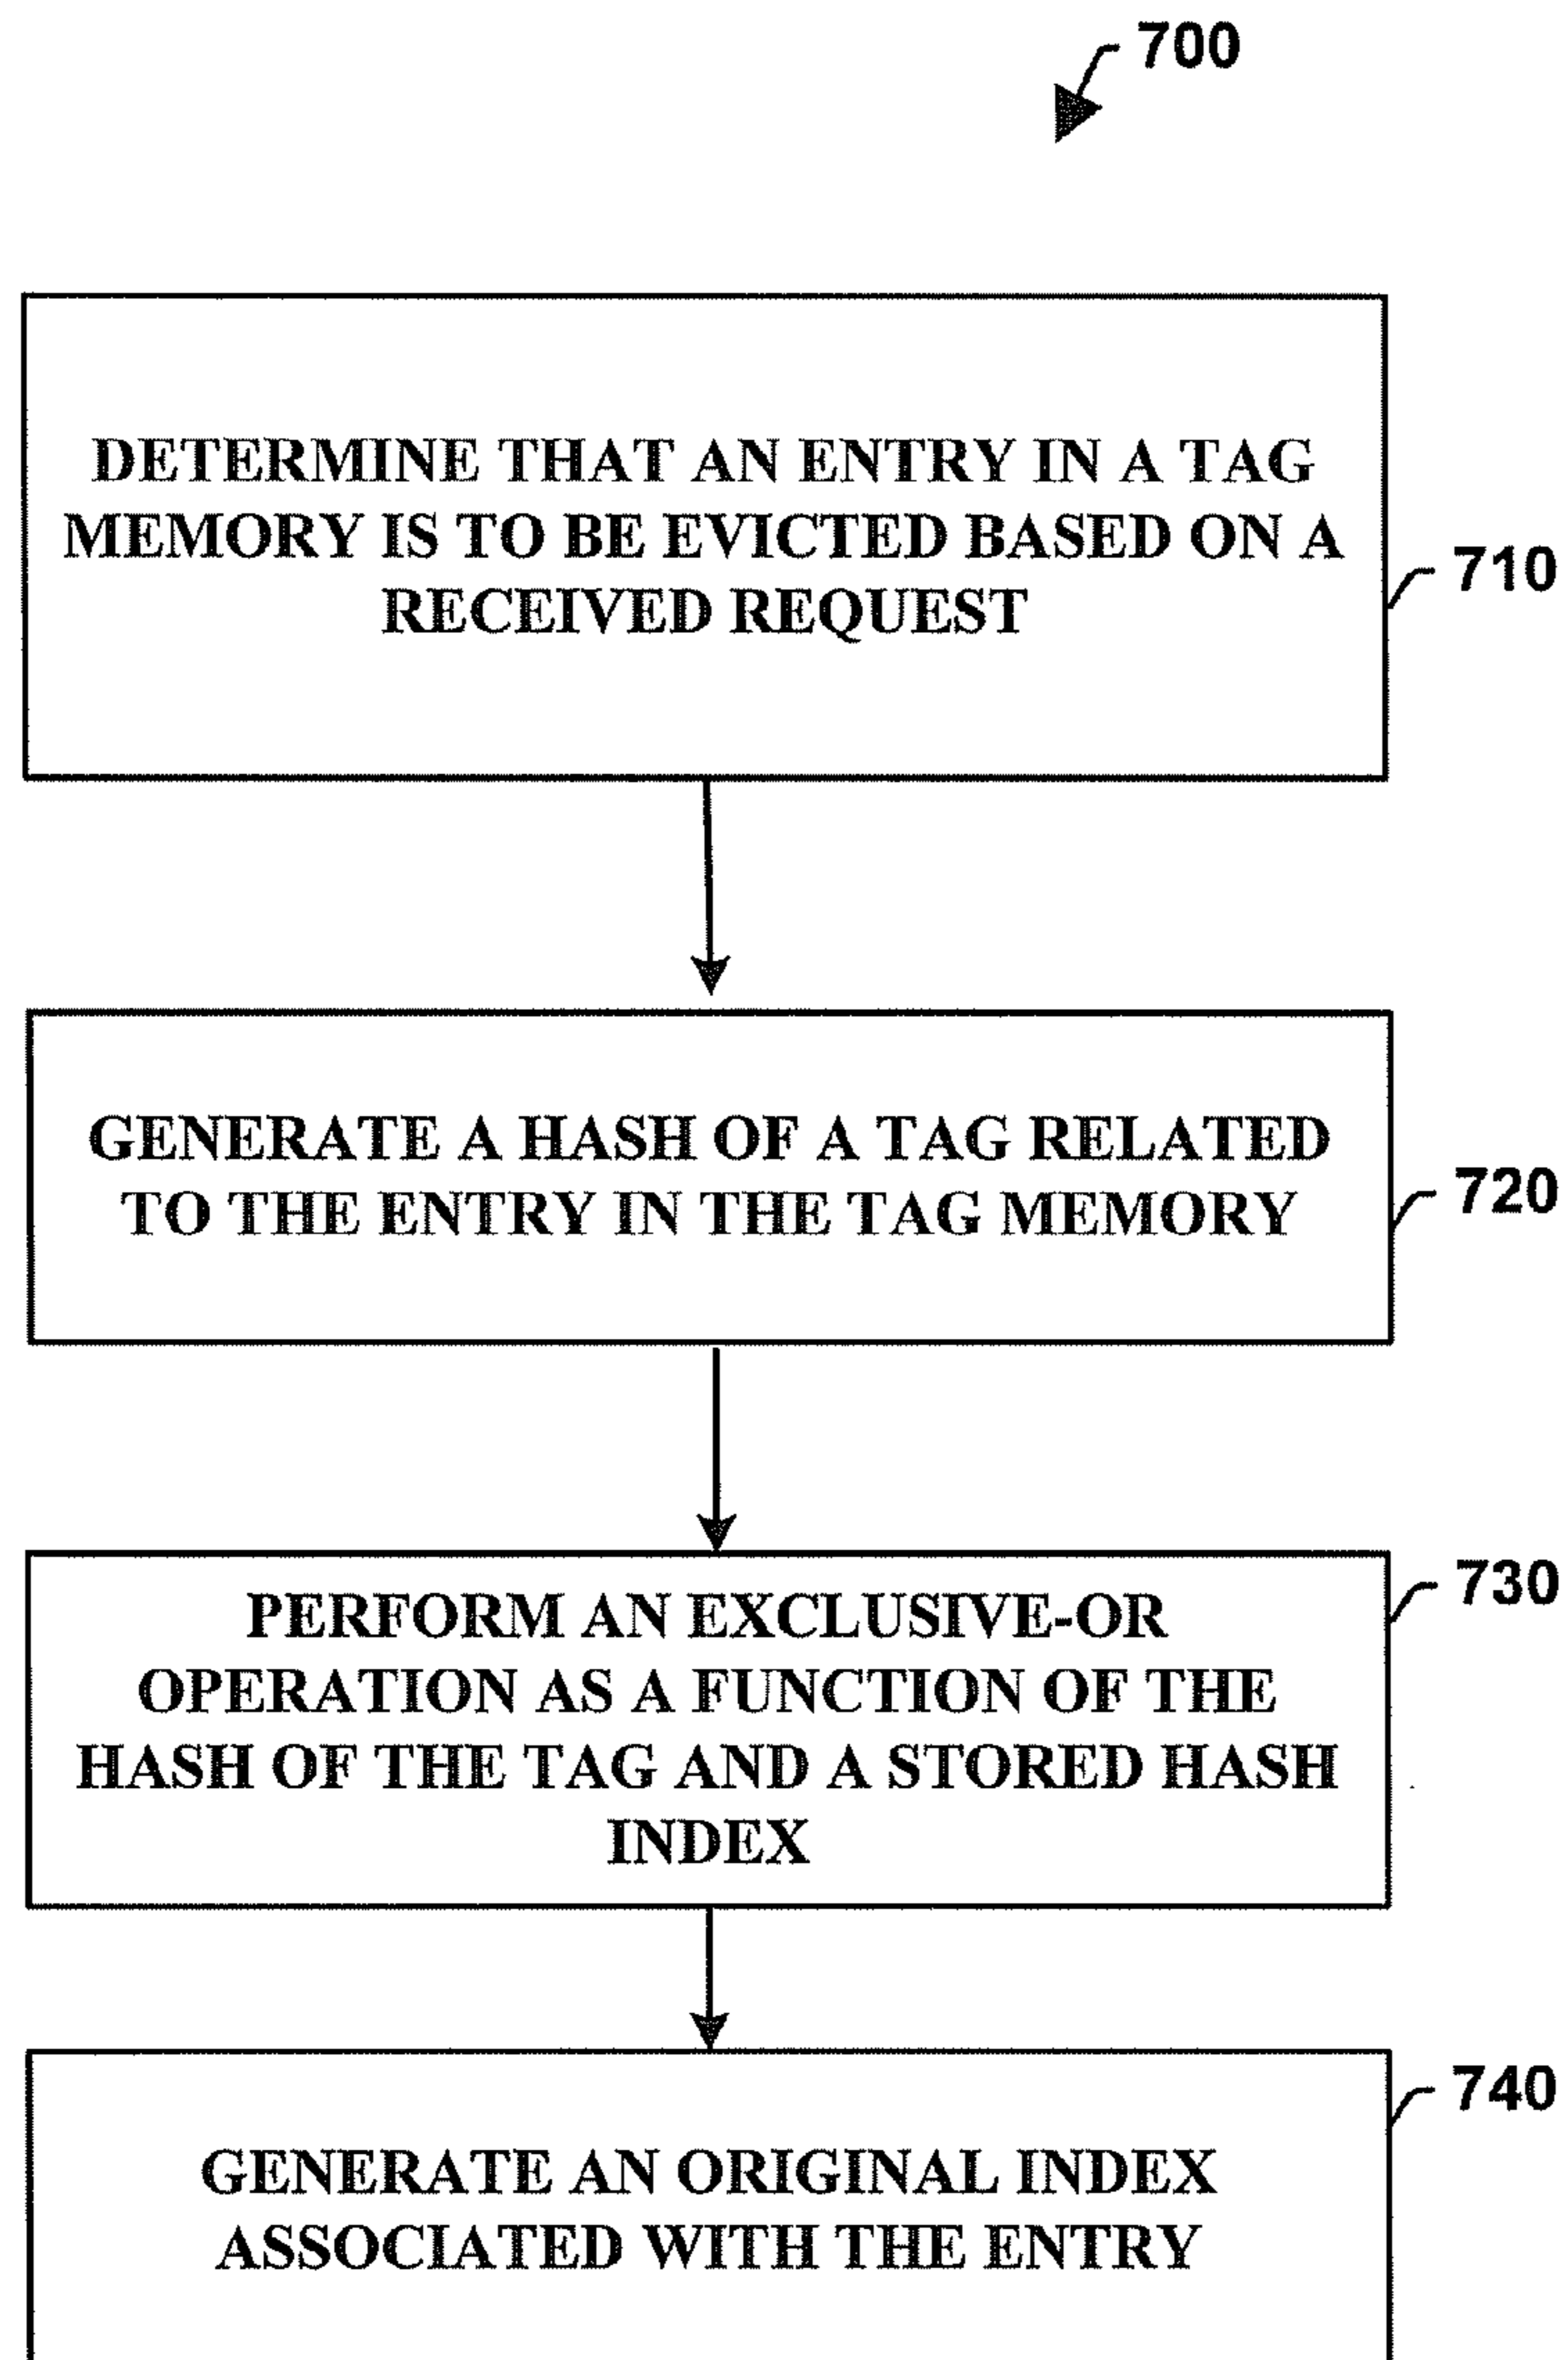 700
DETERMINE THAT AN ENTRY IN A TAG
MEMORY IS TO BE EVICTED BASED ON A
RECEIVED REQUEST
710
GENERATE A HASH OF A TAG RELATED
TO THE ENTRY IN THE TAG MEMORY
720
PERFORM AN EXCLUSIVE-OR
OPERATION AS A FUNCTION OF THE
HASH OF THE TAG AND A STORED HASH
INDEX
730
GENERATE AN ORIGINAL INDEX
ASSOCIATED WITH THE ENTRY
740